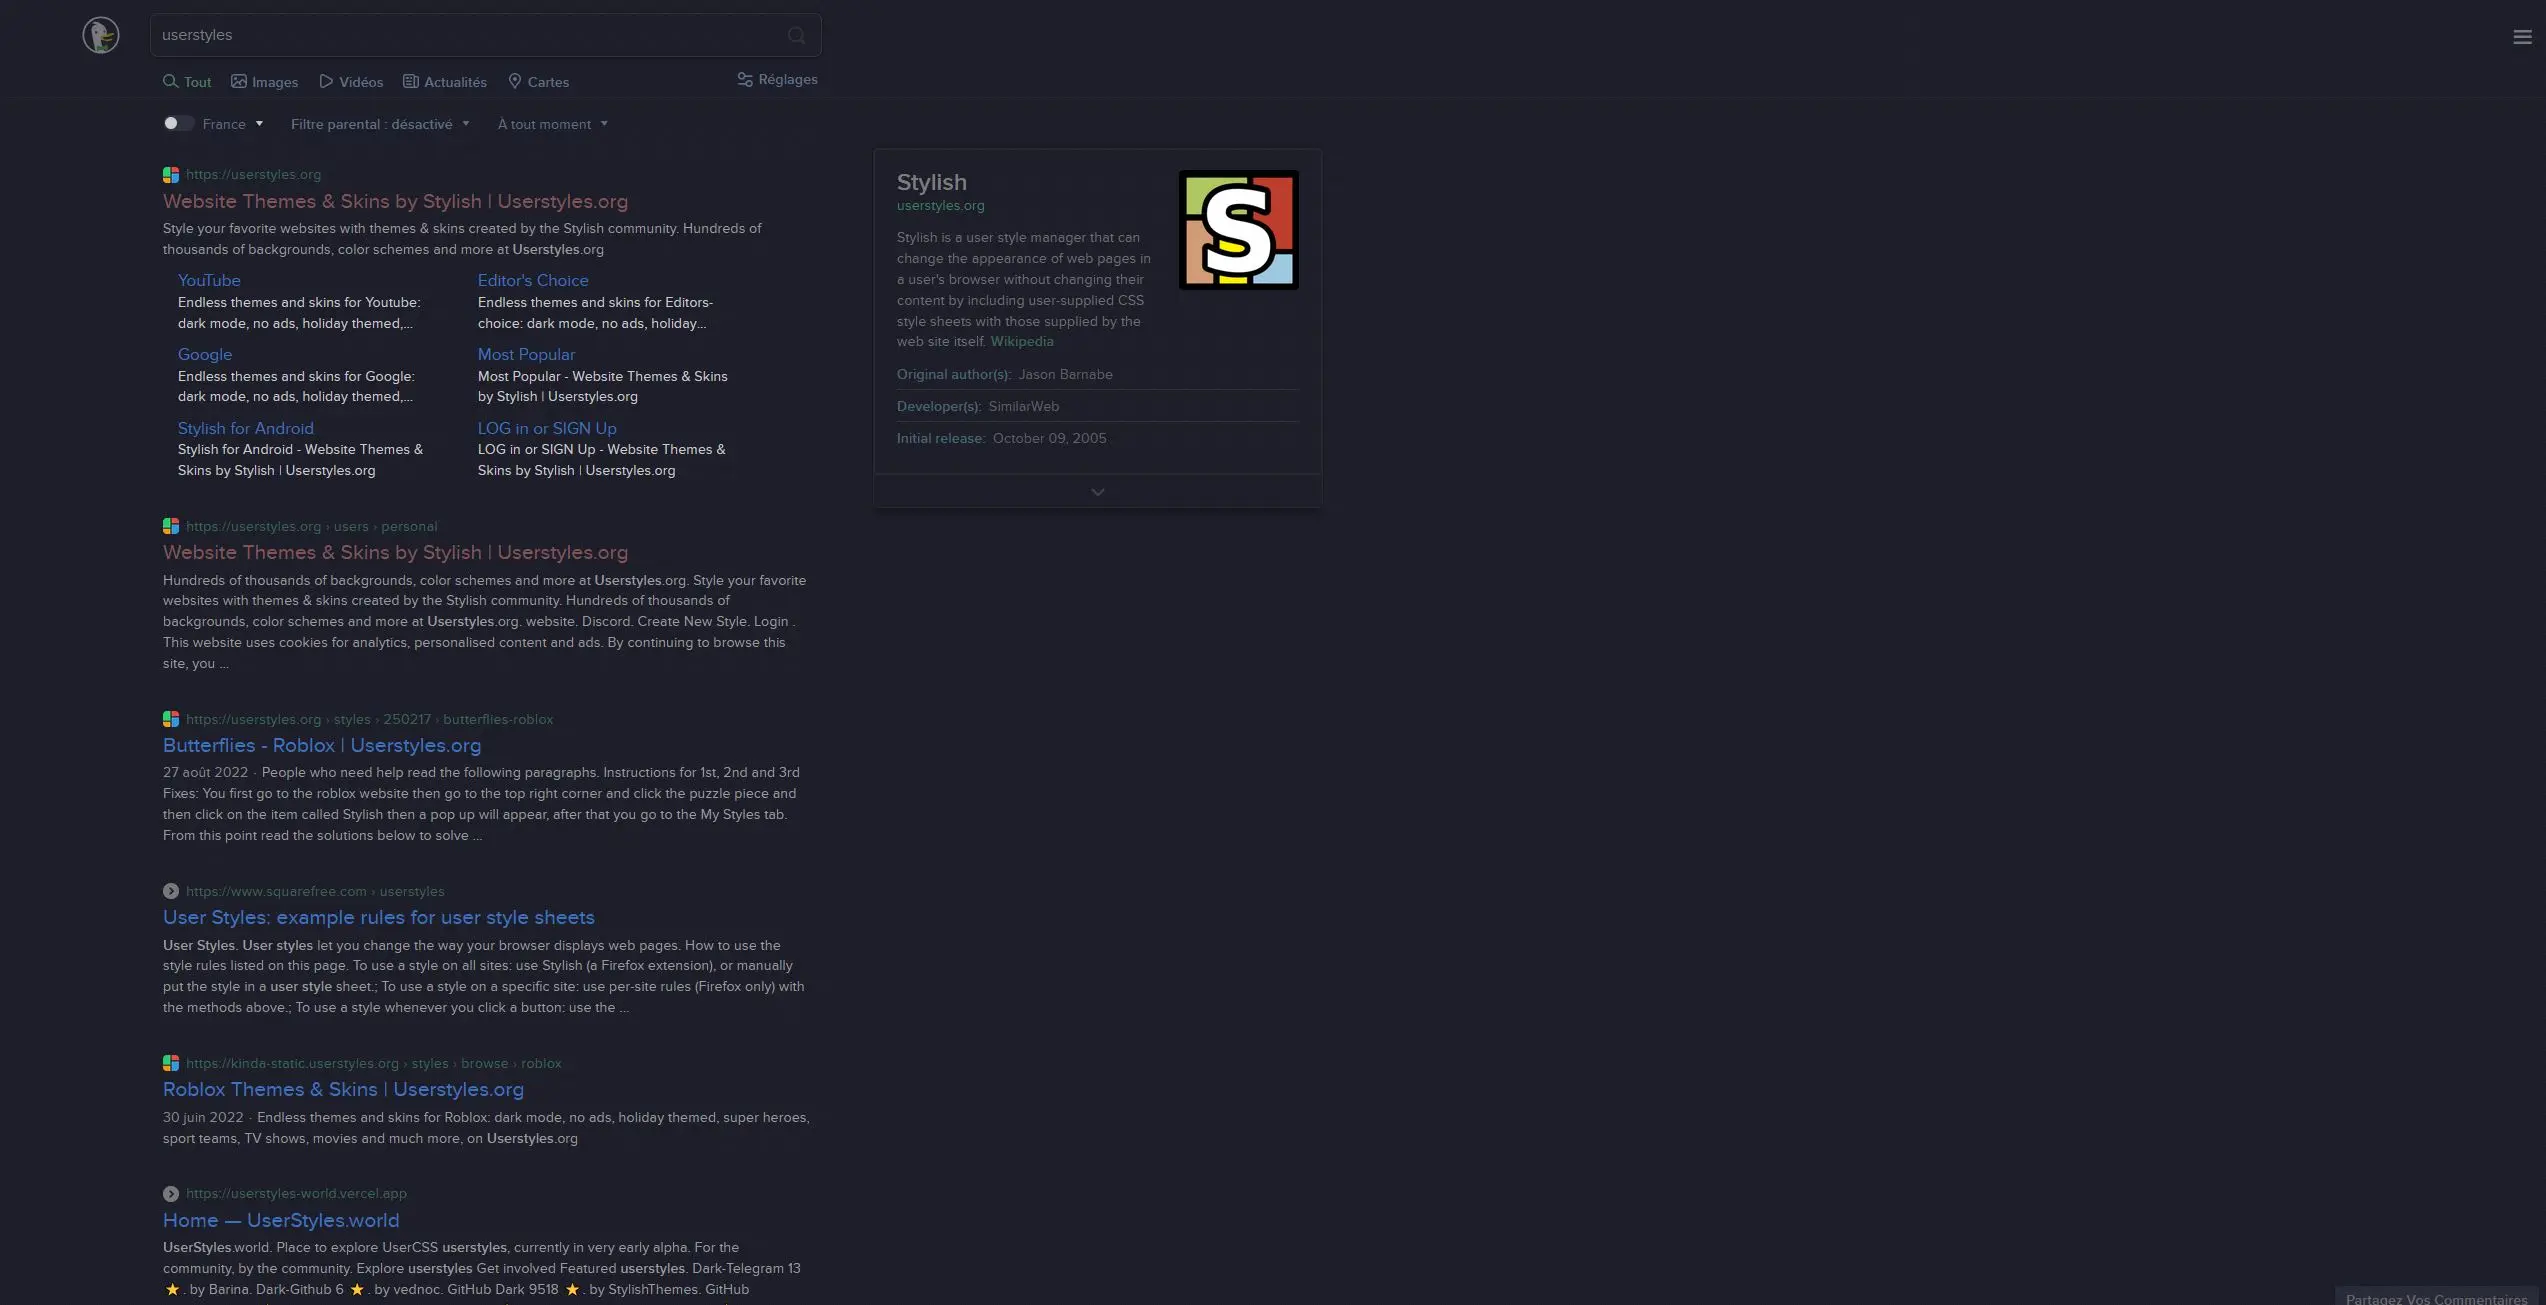 userstyles
Tout Images Vidéos Actualités Cartes Réglages
France Filtre parental : désactivé À tout moment
https://userstyles.org
Website Themes & Skins by Stylish | Userstyles.org
Style your favorite websites with themes & skins created by the Stylish community. Hundreds of
thousands of backgrounds, color schemes and more at Userstyles.org
YouTube
Endless themes and skins for Youtube:
dark mode, no ads, holiday themed,...
Editor's Choice
Endless themes and skins for Editors-
choice: dark mode, no ads, holiday...
Google
Endless themes and skins for Google:
dark mode, no ads, holiday themed,...
Most Popular
Most Popular - Website Themes & Skins
by Stylish | Userstyles.org
Stylish for Android
Stylish for Android - Website Themes &
Skins by Stylish | Userstyles.org
LOG in or SIGN Up
LOG in or SIGN Up - Website Themes &
Skins by Stylish | Userstyles.org
https://userstyles.org › users › personal
Website Themes & Skins by Stylish | Userstyles.org
Hundreds of thousands of backgrounds, color schemes and more at Userstyles.org. Style your favorite
websites with themes & skins created by the Stylish community. Hundreds of thousands of
backgrounds, color schemes and more at Userstyles.org. website. Discord. Create New Style. Login .
This website uses cookies for analytics, personalised content and ads. By continuing to browse this
site, you ...
https://userstyles.org › styles › 250217 › butterflies-roblox
Butterflies - Roblox | Userstyles.org
27 août 2022 · People who need help read the following paragraphs. Instructions for 1st, 2nd and 3rd
Fixes: You first go to the roblox website then go to the top right corner and click the puzzle piece and
then click on the item called Stylish then a pop up will appear, after that you go to the My Styles tab.
From this point read the solutions below to solve ...
https://www.squarefree.com › userstyles
User Styles: example rules for user style sheets
User Styles. User styles let you change the way your browser displays web pages. How to use the
style rules listed on this page. To use a style on all sites: use Stylish (a Firefox extension), or manually
put the style in a user style sheet.; To use a style on a specific site: use per-site rules (Firefox only) with
the methods above.; To use a style whenever you click a button: use the ...
https://kinda-static.userstyles.org › styles › browse › roblox
Roblox Themes & Skins | Userstyles.org
30 juin 2022 · Endless themes and skins for Roblox: dark mode, no ads, holiday themed, super heroes,
sport teams, TV shows, movies and much more, on Userstyles.org
https://userstyles-world.vercel.app
Home — UserStyles.world
UserStyles.world. Place to explore UserCSS userstyles, currently in very early alpha. For the
community, by the community. Explore userstyles Get involved Featured userstyles. Dark-Telegram 13
⭐ . by Barina. Dark-Github 6 ⭐ . by vednoc. GitHub Dark 9518 ⭐ . by StylishThemes. GitHub
Stylish
userstyles.org
Stylish is a user style manager that can
change the appearance of web pages in
a user's browser without changing their
content by including user-supplied CSS
style sheets with those supplied by the
web site itself. Wikipedia
S
Original author(s): Jason Barnabe
Developer(s): SimilarWeb
Initial release: October 09, 2005
Partagez Vos Commentaires